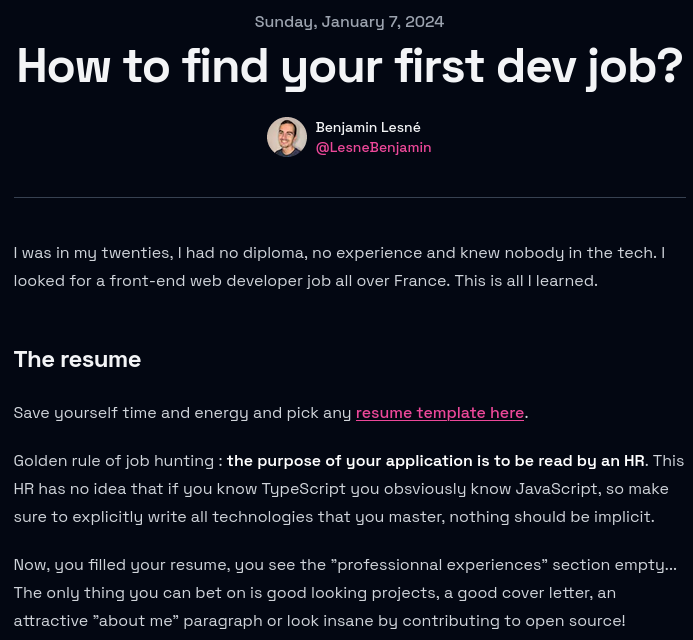 Sunday, January 7, 2024
How to find your first dev job?
Benjamin Lesné
@LesneBenjamin
I was in my twenties, I had no diploma, no experience and knew nobody in the tech. I
looked for a front-end web developer job all over France. This is all I learned.
The resume
Save yourself time and energy and pick any resume template here.
Golden rule of job hunting : the purpose of your application is to be read by an HR. This
HR has no idea that if you know TypeScript you obsviously know JavaScript, so make
sure to explicitly write all technologies that you master, nothing should be implicit.
Now, you filled your resume, you see the ”professionnal experiences” section empty...
The only thing you can bet on is good looking projects, a good cover letter, an
attractive ”about me” paragraph or look insane by contributing to open source!